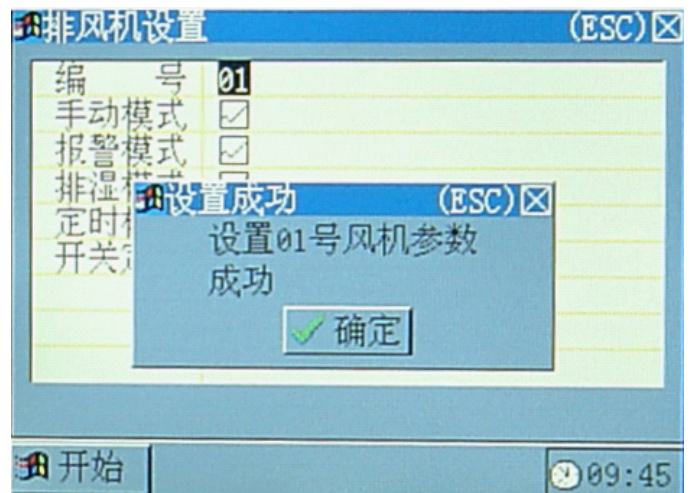 排风机设置 (ESC)
编 号 01
手动模式
报警模式
排湿模
定时
开关
设置成功 (ESC)
设置01号风机参数
成功
确定
开始 09:45